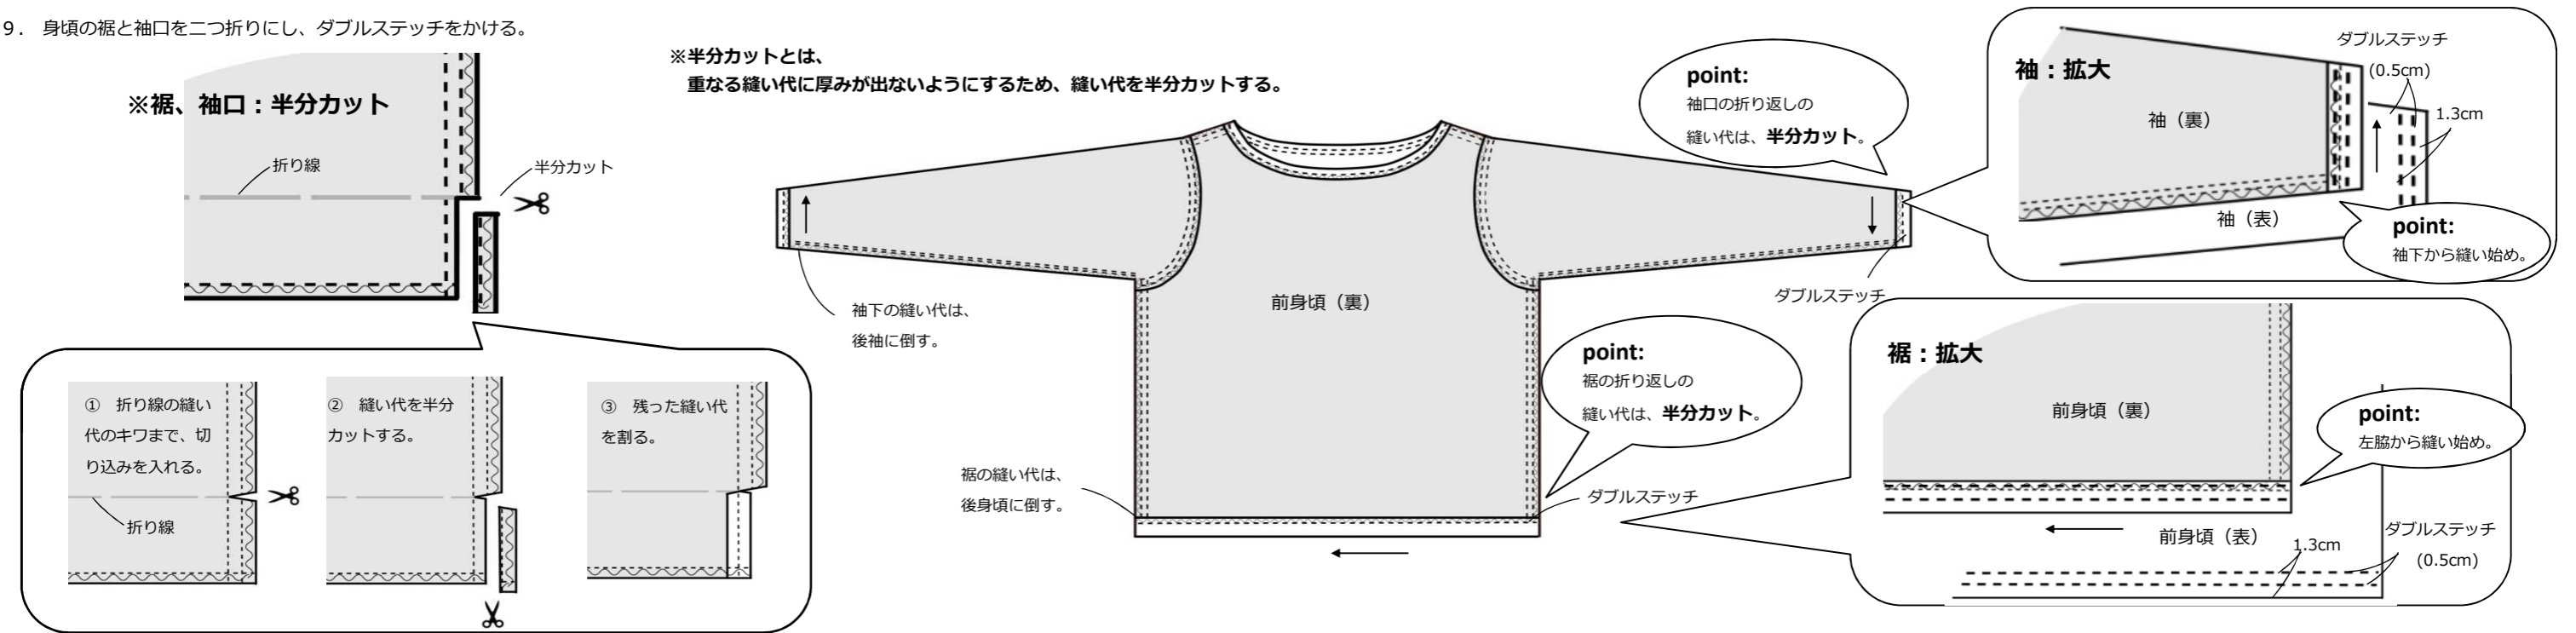 9. 身頃の裾と袖口を二つ折りにし、ダブルステッチをかける。
※裾、袖口：半分カット
折り線
半分カット
※半分カットとは、
重なる縫い代に厚みが出ないようにするため、縫い代を半分カットする。
① 折り線の縫い
代のキワまで、切
り込みを入れる。
折り線
② 縫い代を半分
カットする。
③ 残った縫い代
を割る。
袖下の縫い代は、
後袖に倒す。
前身頃（裏）
裾の縫い代は、
後身頃に倒す。
point:
袖口の折り返しの
縫い代は、半分カット。
ダブルステッチ
point:
裾の折り返しの
縫い代は、半分カット。
ダブルステッチ
袖：拡大
ダブルステッチ
(0.5cm)
1.3cm
袖（裏）
袖（表）
point:
袖下から縫い始め。
裾：拡大
前身頃（裏）
point:
左脇から縫い始め。
前身頃（表）
1.3cm
ダブルステッチ
(0.5cm)